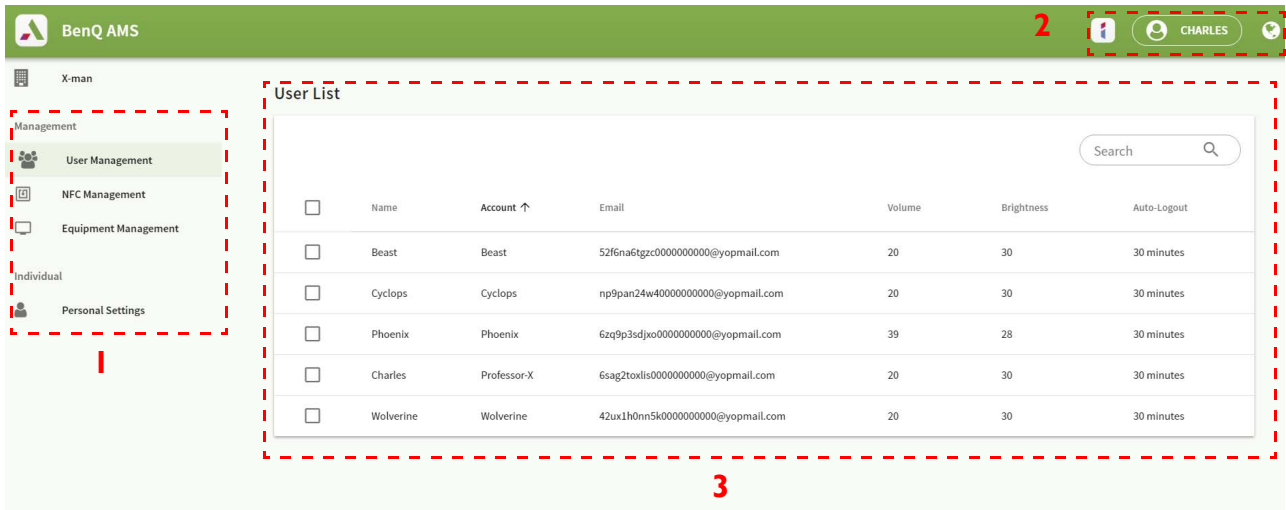 BenQ AMS
2
CHARLES
X-man
Management
User Management
NFC Management
Equipment Management
Individual
Personal Settings
1
User List
Search
Name Account ↑ Email Volume Brightness Auto-Logout
Beast Beast 52f6na6tgzc0000000000@yopmail.com 20 30 30 minutes
Cyclops Cyclops np9pan24w40000000000@yopmail.com 20 30 30 minutes
Phoenix Phoenix 6zq9p3sdjxo0000000000@yopmail.com 39 28 30 minutes
Charles Professor-X 6sag2toxlis0000000000@yopmail.com 20 30 30 minutes
Wolverine Wolverine 42ux1h0nn5k0000000000@yopmail.com 20 30 30 minutes
3